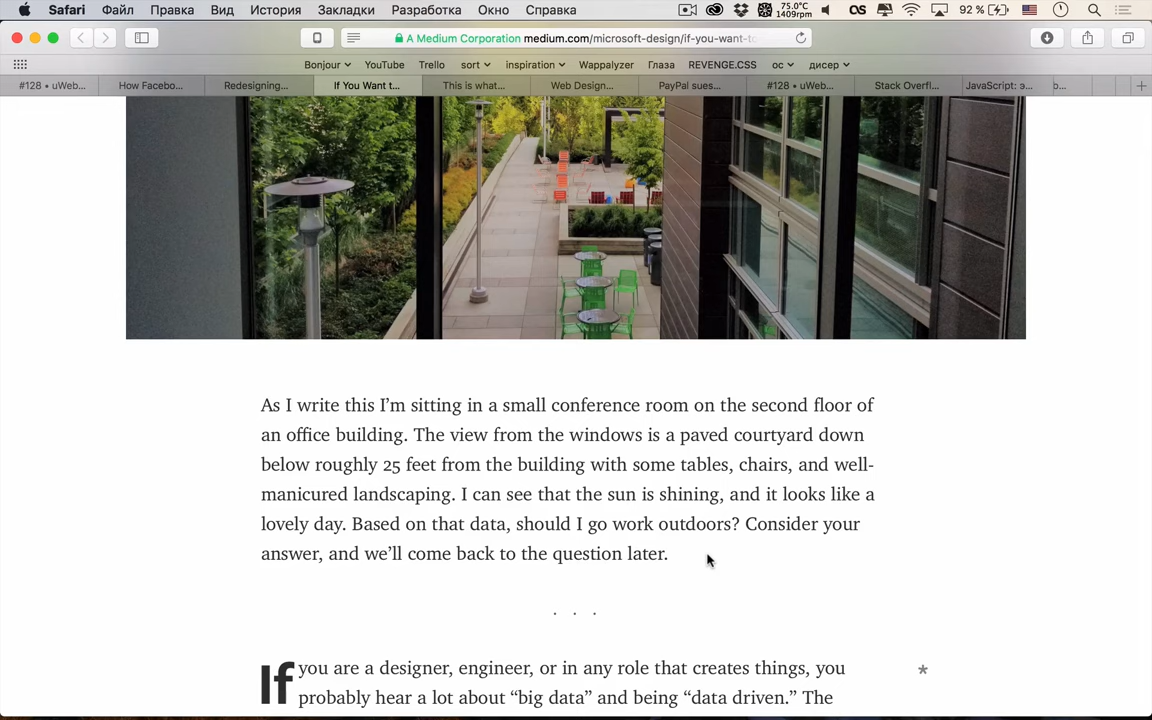 Safari Файл Правка Вид История Закладки Разработка Окно Справка 75.0°C 1409rpm OS 92 %
A Medium Corporation medium.com/microsoft-design/if-you-want-to
Bonjour YouTube Trello sort inspiration Wappalyzer Глаза REVENGE.CSS ос дисер
#128 • uWeb... How Facebo... Redesigning... If You Want t... This is what... Web Design... PayPal sues... #128 • uWeb... Stack Overfl... JavaScript: э... b...
As I write this I’m sitting in a small conference room on the second floor of
an office building. The view from the windows is a paved courtyard down
below roughly 25 feet from the building with some tables, chairs, and well-
manicured landscaping. I can see that the sun is shining, and it looks like a
lovely day. Based on that data, should I go work outdoors? Consider your
answer, and we’ll come back to the question later.
. . .
If you are a designer, engineer, or in any role that creates things, you
*
probably hear a lot about “big data” and being “data driven.” The